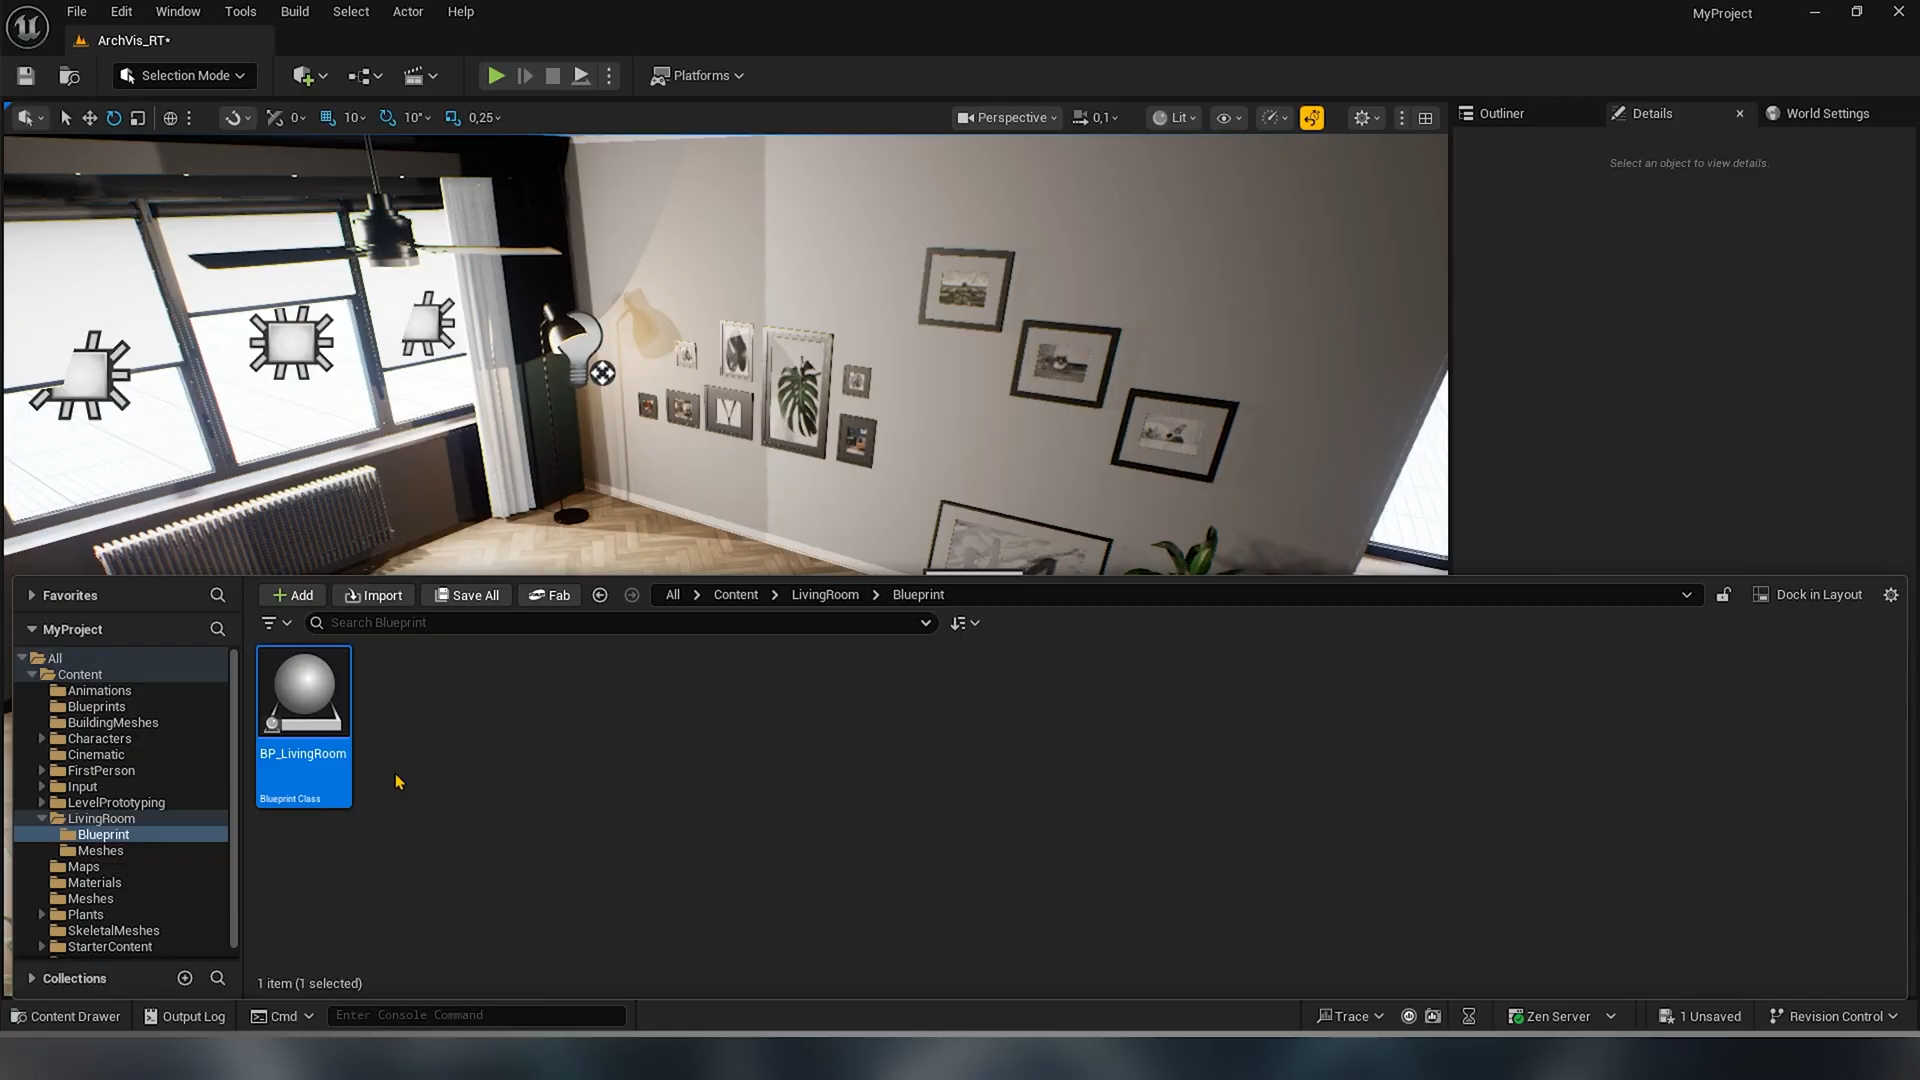 File Edit Window Tools Build Select Actor Help
MyProject
ArchVis_RT*
Selection Mode
Platforms
0
10
10°
0,25
Perspective
0,1
Lit
Outliner
Details
World Settings
Select an object to view details.
Favorites
Add
Import
Save All
Fab
All
Content
LivingRoom
Blueprint
Dock in Layout
MyProject
Search Blueprint
All
Content
Animations
Blueprints
BuildingMeshes
Characters
Cinematic
FirstPerson
Input
LevelPrototyping
LivingRoom
Blueprint
Meshes
Maps
Materials
Meshes
Plants
SkeletalMeshes
StarterContent
BP_LivingRoom
Blueprint Class
Collections
1 item (1 selected)
Content Drawer
Output Log
Cmd
Enter Console Command
Trace
Zen Server
1 Unsaved
Revision Control